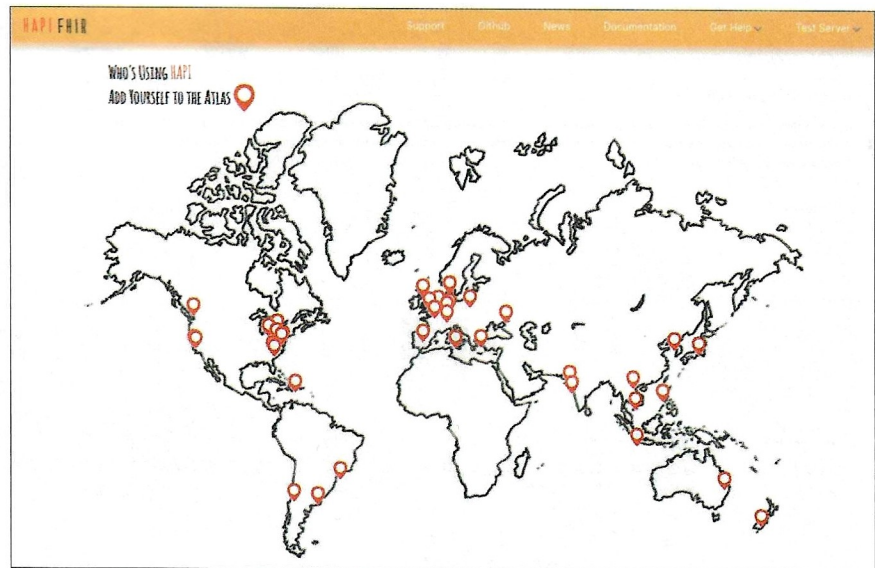 HAPI FHIR Support Github News Documentation Get Help Test Server
WHO'S USING HAPI
ADD YOURSELF TO THE ATLAS